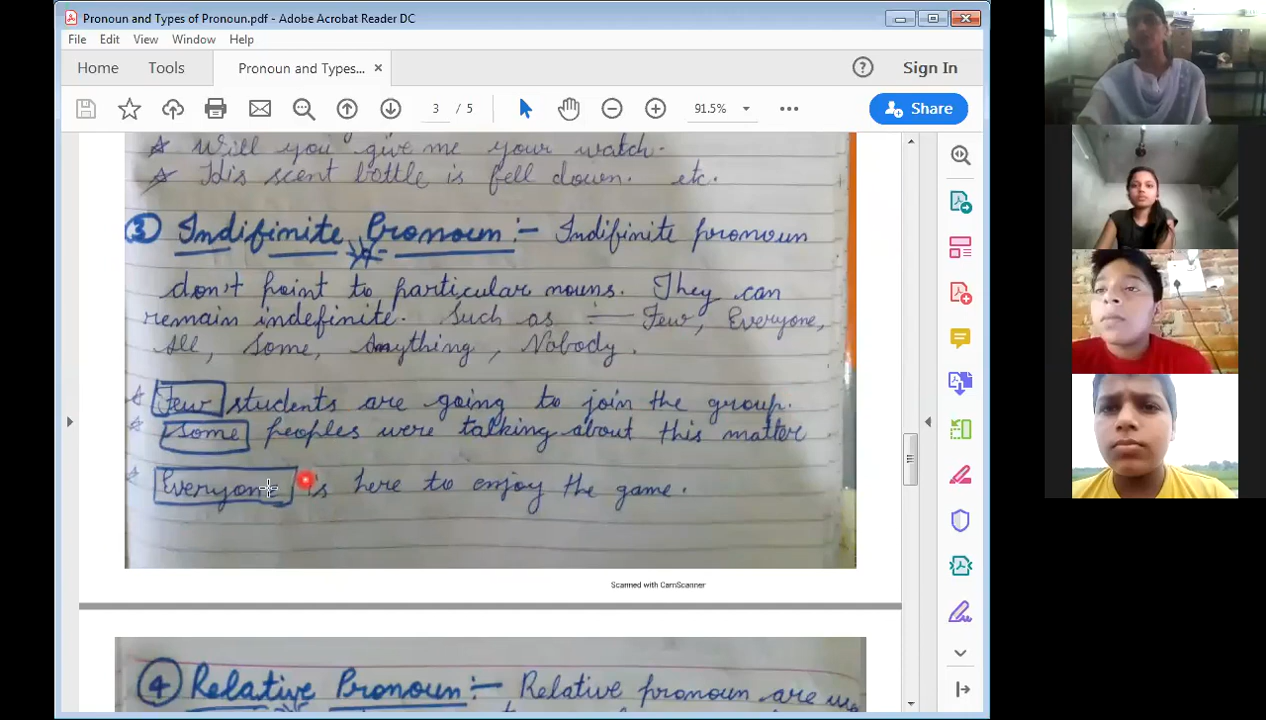 Pronoun and Types of Pronoun.pdf - Adobe Acrobat Reader DC
File Edit View Window Help
Home Tools Pronoun and Types... × Sign In
3 / 5 91.5% Share
☆ Will you give me your watch.
☆ His scent bottle is fell down. etc.
③ Indifinite Pronoun :- Indifinite pronoun
don't point to particular nouns. They can
remain indefinite. Such as :— Few, Everyone,
All, Some, Anything, Nobody.
☆ Few students are going to join the group.
☆ Some peoples were talking about this matter
☆ Everyone is here to enjoy the game.
Scanned with CamScanner
④ Relative Pronoun :- Relative pronoun are